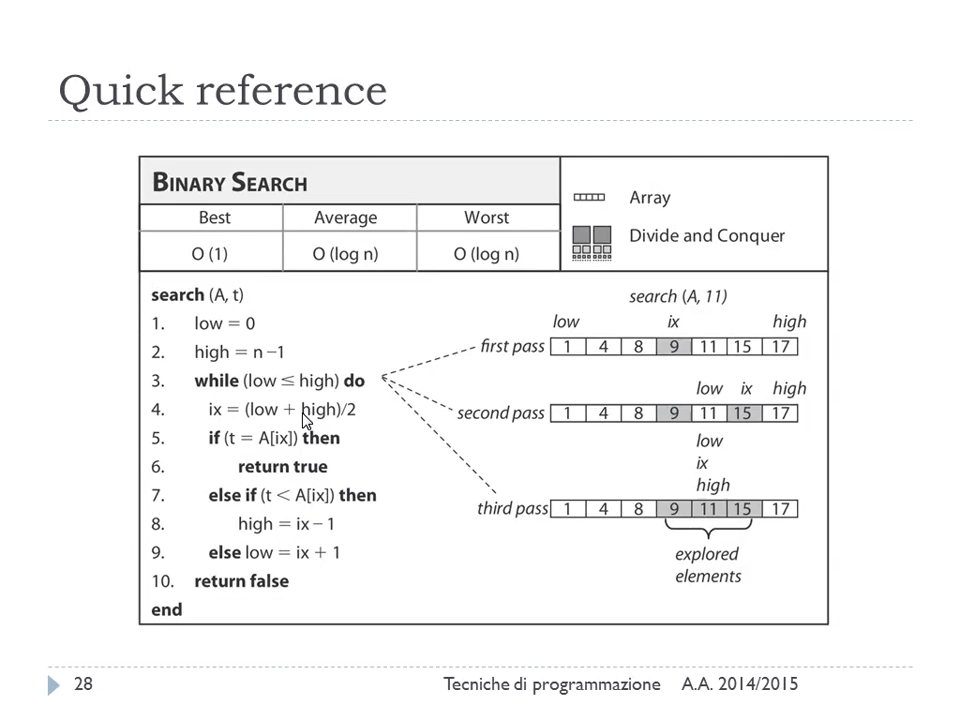 Quick reference
BINARY SEARCH
Best Average Worst
O (1) O (log n) O (log n)
Array
Divide and Conquer
search (A, t)
1. low = 0
2. high = n−1
3. while (low ≤ high) do
4. ix = (low + high)/2
5. if (t = A[ix]) then
6. return true
7. else if (t < A[ix]) then
8. high = ix − 1
9. else low = ix + 1
10. return false
end
search (A, 11)
low ix high
first pass 1 4 8 9 11 15 17
low ix high
second pass 1 4 8 9 11 15 17
low
ix
high
third pass 1 4 8 9 11 15 17
explored
elements
28 Tecniche di programmazione A.A. 2014/2015